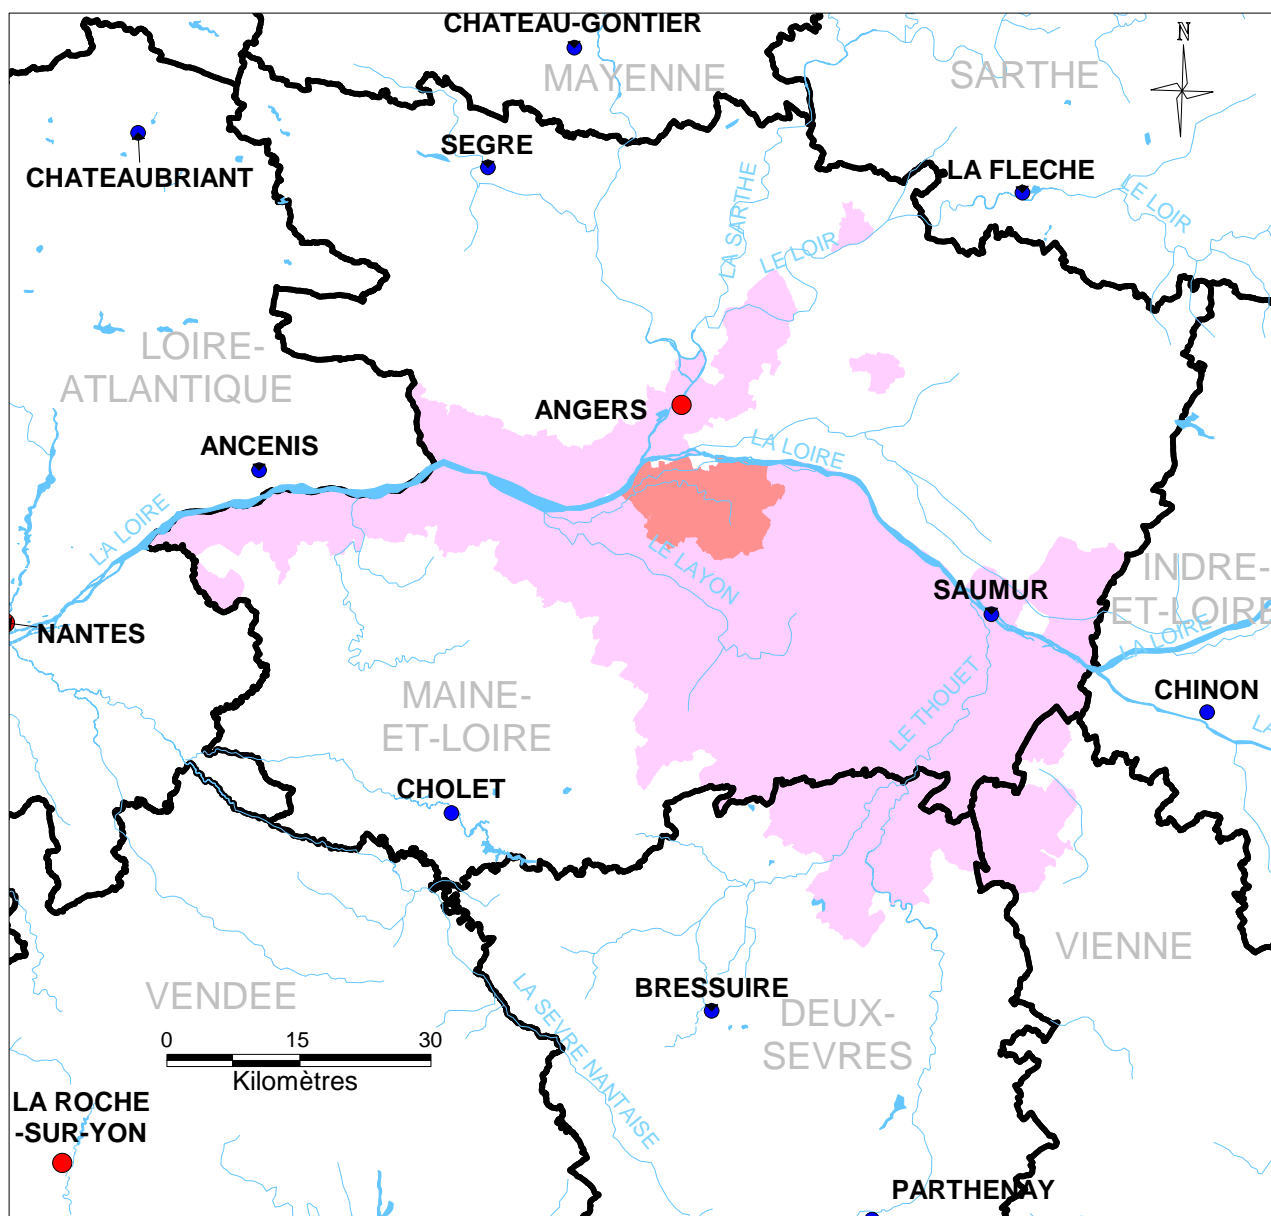 CHATEAU-GONTIER
N
MAYENNE
SARTHE
SEGRE
CHATEAUBRIANT
LA FLECHE
LE LOIR
LA SARTHE
LE LOIR
LOIRE-
ATLANTIQUE
ANGERS
ANCENIS
LA LOIRE
LA LOIRE
LE LAYON
INDRE-
ET-LOIRE
SAUMUR
NANTES
LA LOIRE
MAINE-
ET-LOIRE
LE THOUET
CHINON
LA
CHOLET
VIENNE
VENDEE
BRESSUIRE
DEUX-
SEVRES
LA SEVRE NANTAISE
0 15 30
Kilomètres
LA ROCHE
-SUR-YON
PARTHENAY